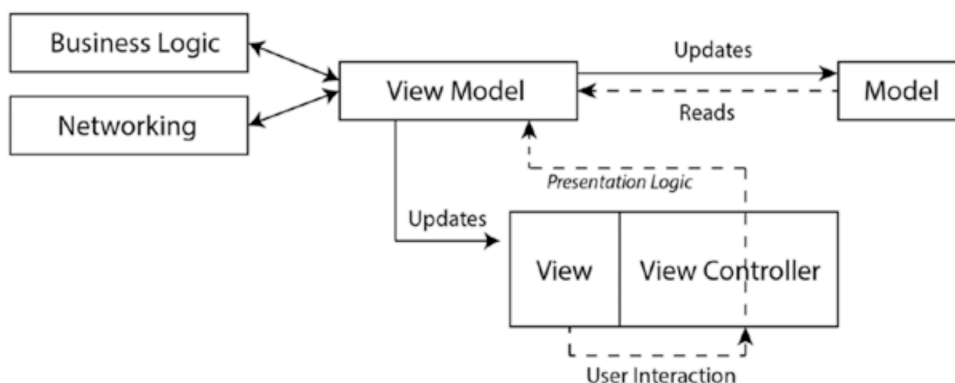 Business Logic
Networking
View Model
Updates
Reads
Model
Presentation Logic
Updates
View
View Controller
User Interaction